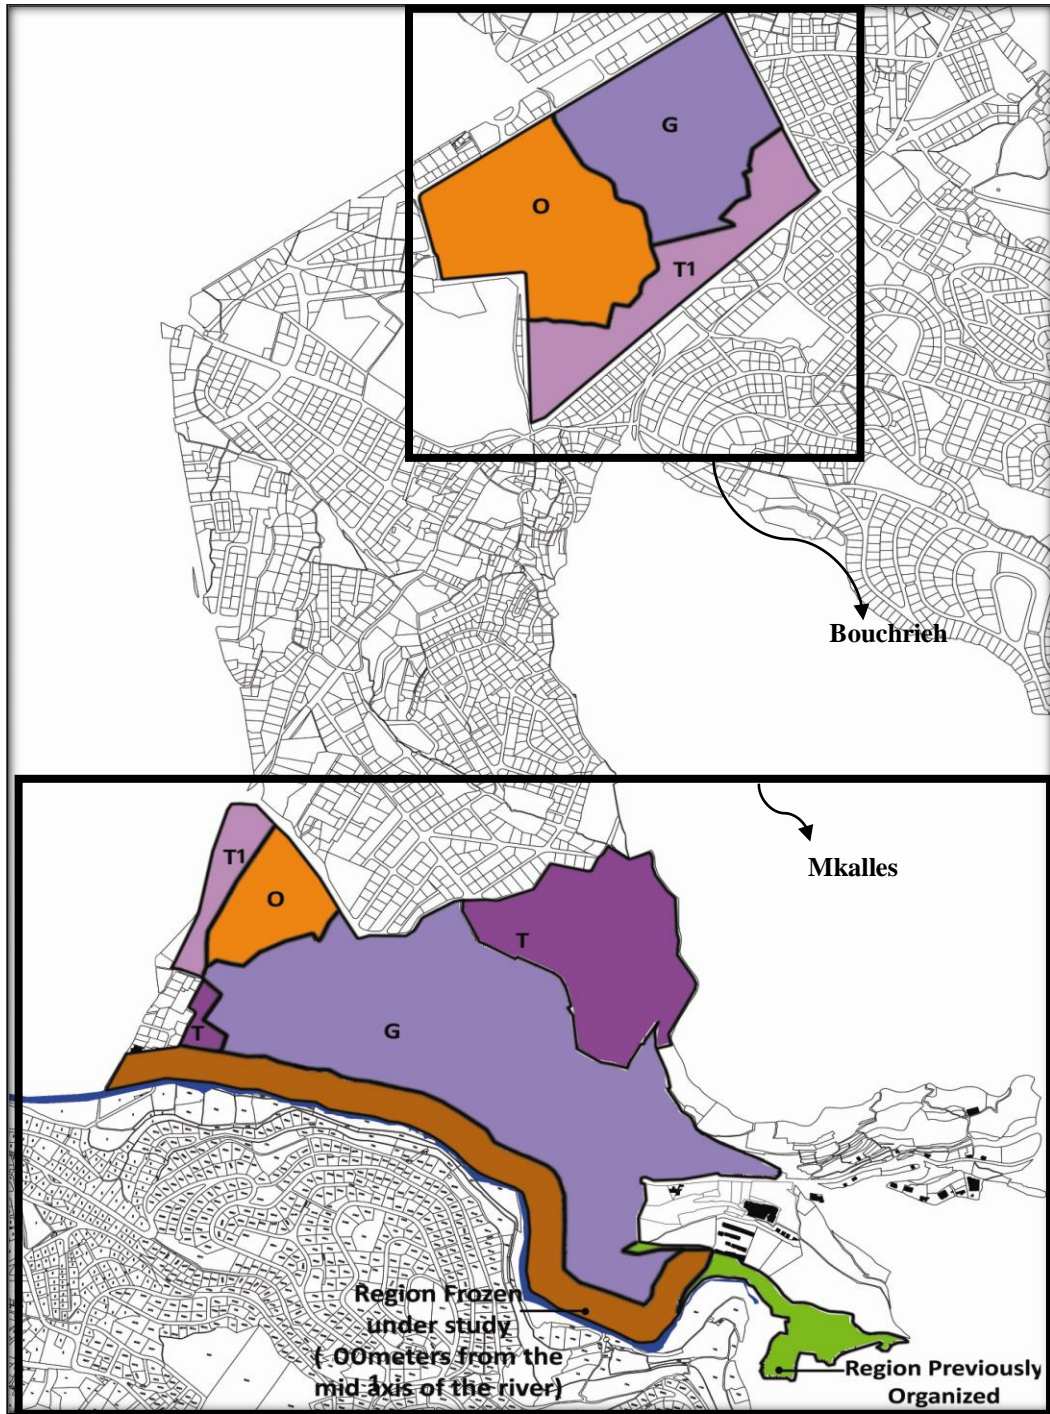 G
O
T1
Bouchrieh
Mkalles
T1
O
T
T
G
Region Frozen
under study
( 00meters from the
mid axis of the river)
Region Previously
Organized